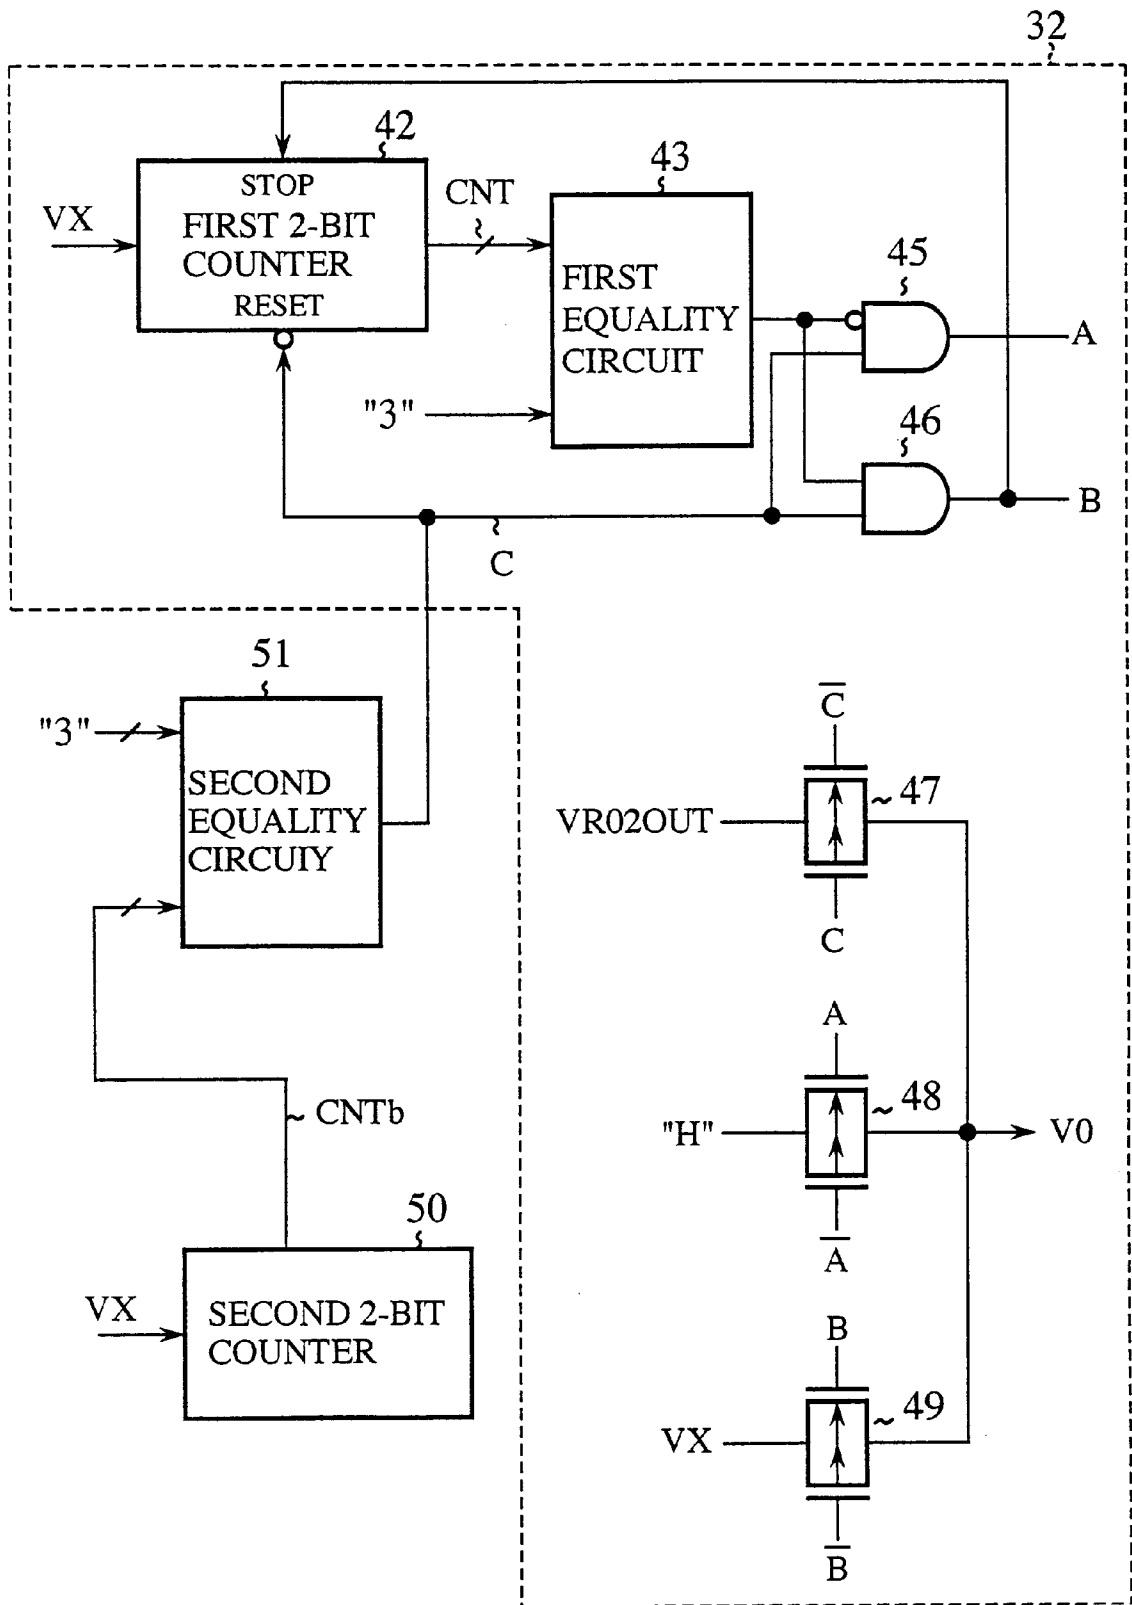 32
42
STOP
FIRST 2-BIT
COUNTER
RESET
VX
CNT
43
FIRST
EQUALITY
CIRCUIT
"3"
45
A
46
B
C
51
"3"
SECOND
EQUALITY
CIRCUIY
CNTb
50
VX
SECOND 2-BIT
COUNTER
C̅
47
VR02OUT
C
A
48
"H"
V0
A̅
B
49
VX
B̅